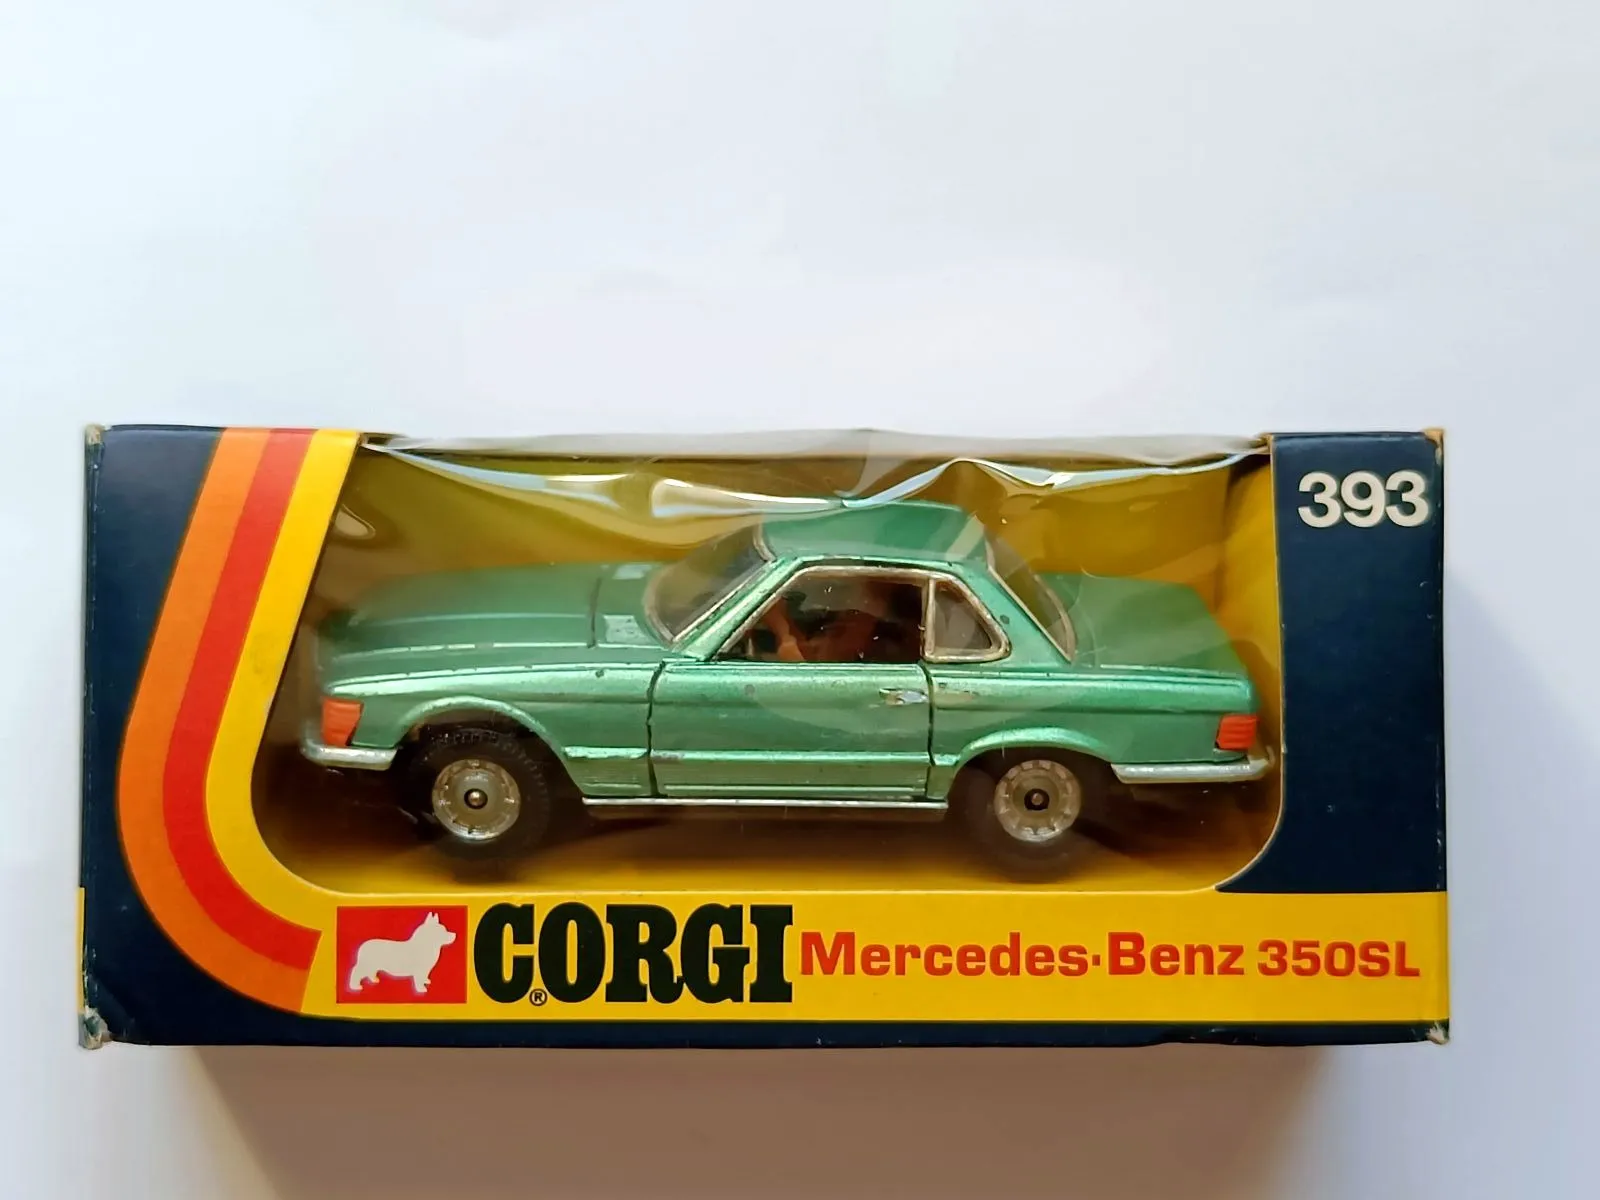 393
CORGI® Mercedes-Benz 350SL